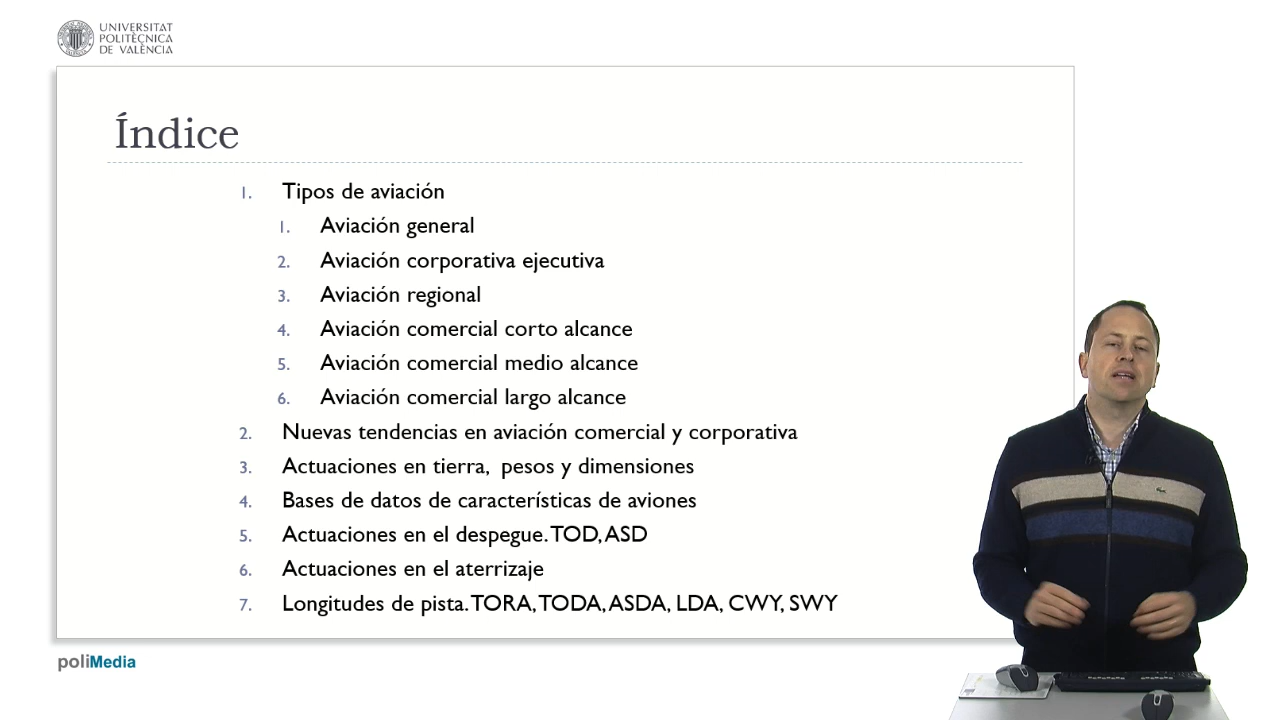 UNIVERSITAT
POLITÈCNICA
DE VALÈNCIA
Índice
1. Tipos de aviación
1. Aviación general
2. Aviación corporativa ejecutiva
3. Aviación regional
4. Aviación comercial corto alcance
5. Aviación comercial medio alcance
6. Aviación comercial largo alcance
2. Nuevas tendencias en aviación comercial y corporativa
3. Actuaciones en tierra, pesos y dimensiones
4. Bases de datos de características de aviones
5. Actuaciones en el despegue. TOD, ASD
6. Actuaciones en el aterrizaje
7. Longitudes de pista. TORA, TODA, ASDA, LDA, CWY, SWY
poliMedia